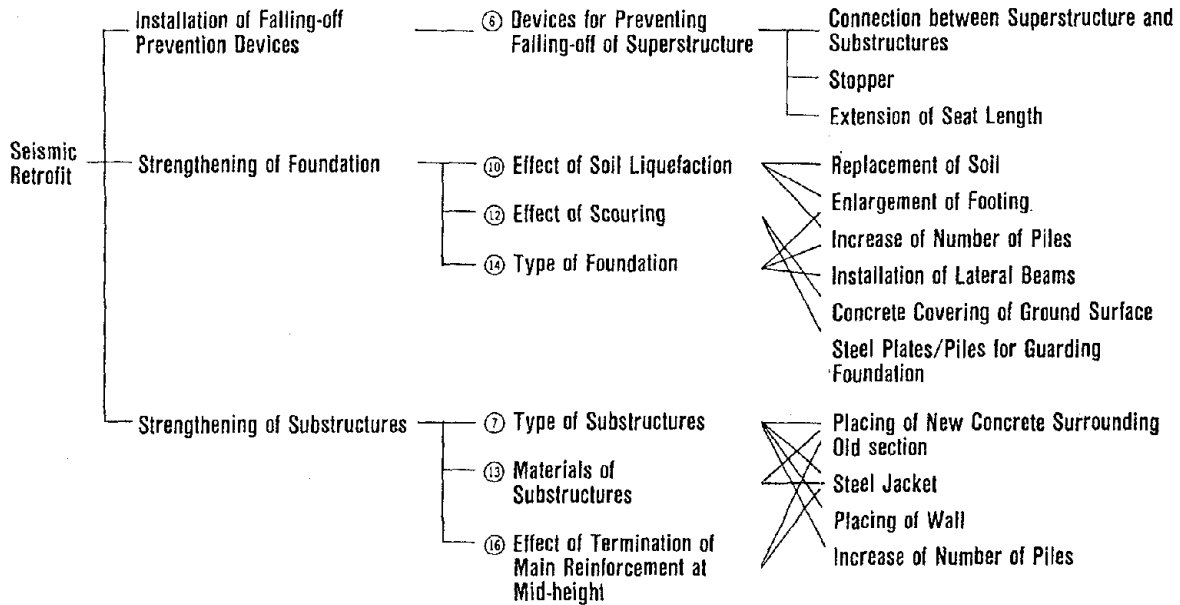 Seismic
Retrofit
Installation of Falling-off
Prevention Devices
⑥ Devices for Preventing
Falling-off of Superstructure
Connection between Superstructure and
Substructures
Stopper
Extension of Seat Length
Strengthening of Foundation
⑩ Effect of Soil Liquefaction
⑫ Effect of Scouring
⑭ Type of Foundation
Replacement of Soil
Enlargement of Footing
Increase of Number of Piles
Installation of Lateral Beams
Concrete Covering of Ground Surface
Steel Plates/Piles for Guarding
Foundation
Strengthening of Substructures
⑦ Type of Substructures
⑬ Materials of
Substructures
⑯ Effect of Termination of
Main Reinforcement at
Mid-height
Placing of New Concrete Surrounding
Old section
Steel Jacket
Placing of Wall
Increase of Number of Piles